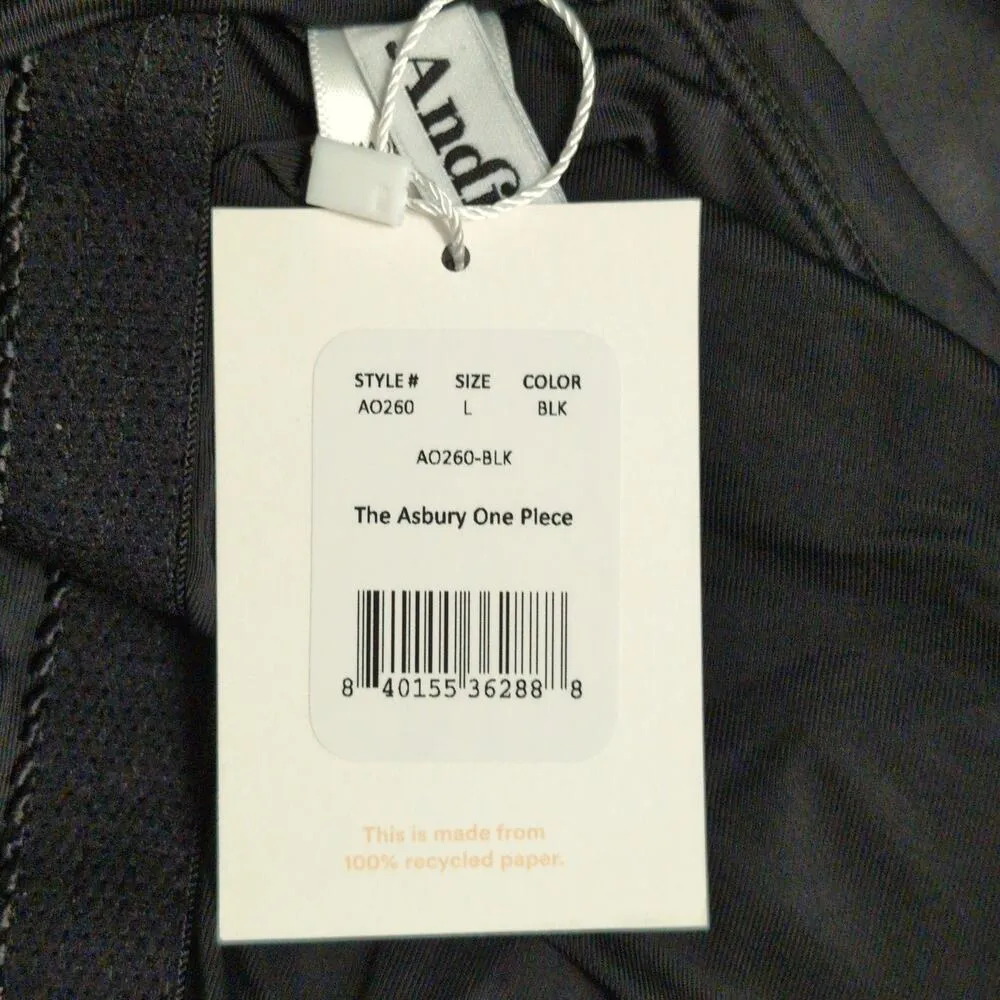 Andi
STYLE # SIZE COLOR
AO260 L BLK
AO260-BLK
The Asbury One Piece
8 40155 36288 8
This is made from
100% recycled paper.